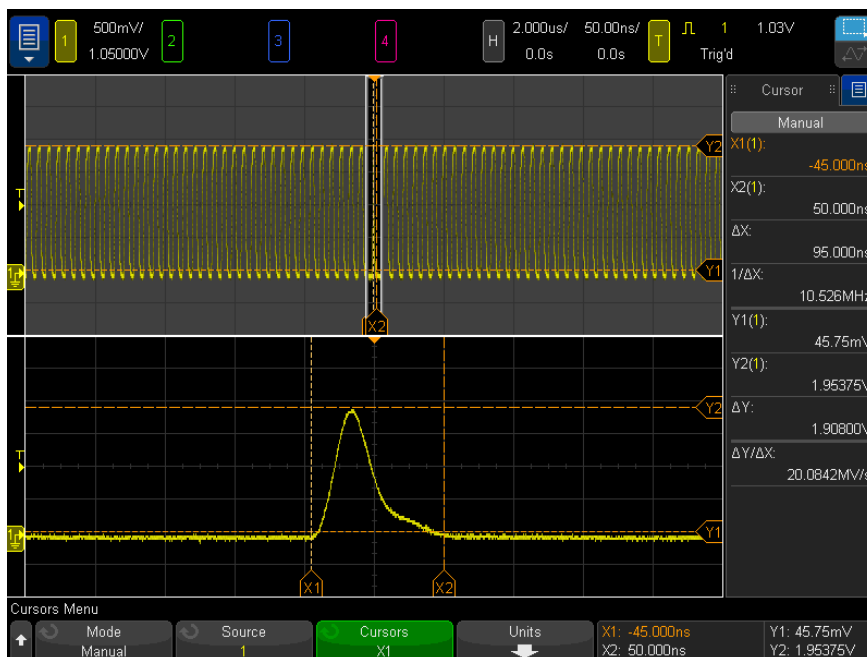 1 500mV/ 2 3 4 H 2.000us/ 50.00ns/ T 1 1.03V
1.05000V 0.0s 0.0s Trig'd
Cursor
Manual
X1(1):
-45.000ns
X2(1):
50.000ns
ΔX:
95.000ns
1/ΔX:
10.526MHz
Y1(1):
45.75mV
Y2(1):
1.95375V
ΔY:
1.90800V
ΔY/ΔX:
20.0842MV/s
Y2
T
1 Y1
X2
Y2
T
1 Y1
X1 X2
Cursors Menu
Mode Source Cursors Units X1: -45.000ns Y1: 45.75mV
Manual 1 X1 X2: 50.000ns Y2: 1.95375V